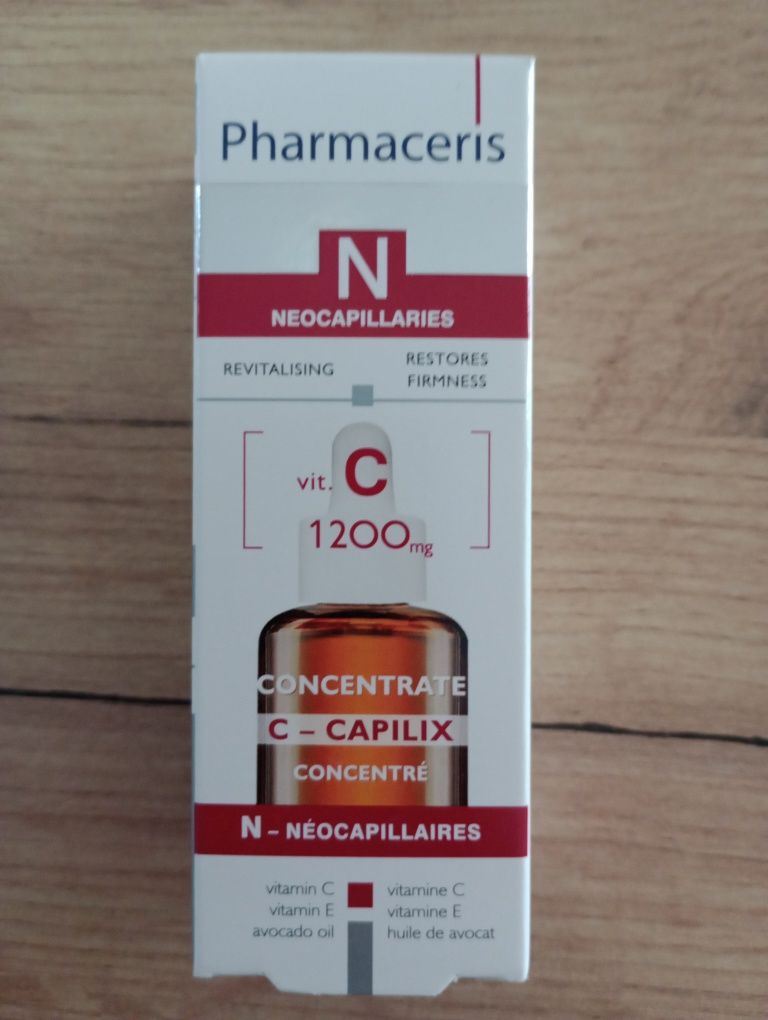 Pharmaceris
N
NEOCAPILLARIES
REVITALISING
RESTORES
FIRMNESS
vit. C
1200mg
CONCENTRATE
C – CAPILIX
CONCENTRÉ
N – NÉOCAPILLAIRES
vitamin C
vitamin E
avocado oil
vitamine C
vitamine E
huile de avocat